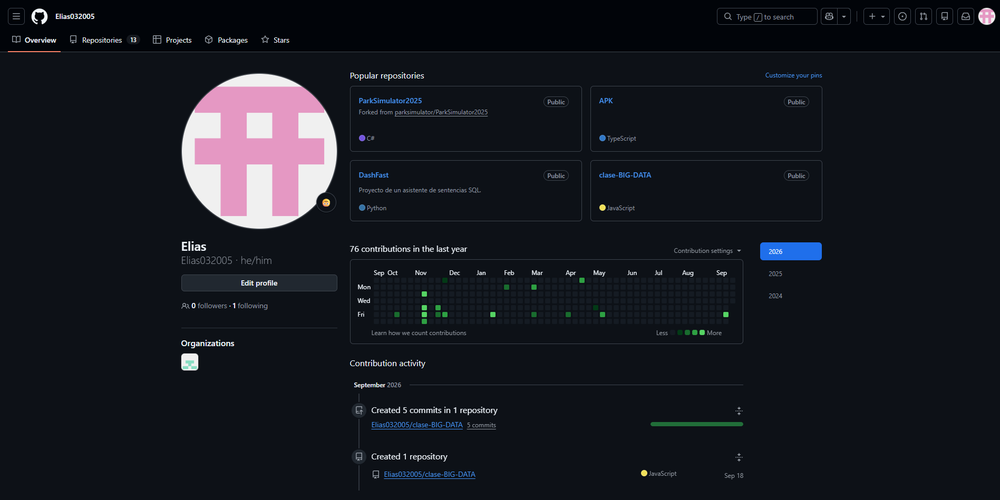 Elias032005
Type / to search
Overview
Repositories 13
Projects
Packages
Stars
Elias
Elias032005 · he/him
Edit profile
0 followers · 1 following
Organizations
Popular repositories
Customize your pins
ParkSimulator2025
Public
Forked from parksimulator/ParkSimulator2025
C#
APK
Public
TypeScript
DashFast
Public
Proyecto de un asistente de sentencias SQL.
Python
clase-BIG-DATA
Public
JavaScript
76 contributions in the last year
Contribution settings
2026
2025
2024
Sep Oct Nov Dec Jan Feb Mar Apr May Jun Jul Aug Sep
Mon
Wed
Fri
Learn how we count contributions
Less
More
Contribution activity
September 2026
Created 5 commits in 1 repository
Elias032005/clase-BIG-DATA 5 commits
Created 1 repository
Elias032005/clase-BIG-DATA
JavaScript
Sep 18